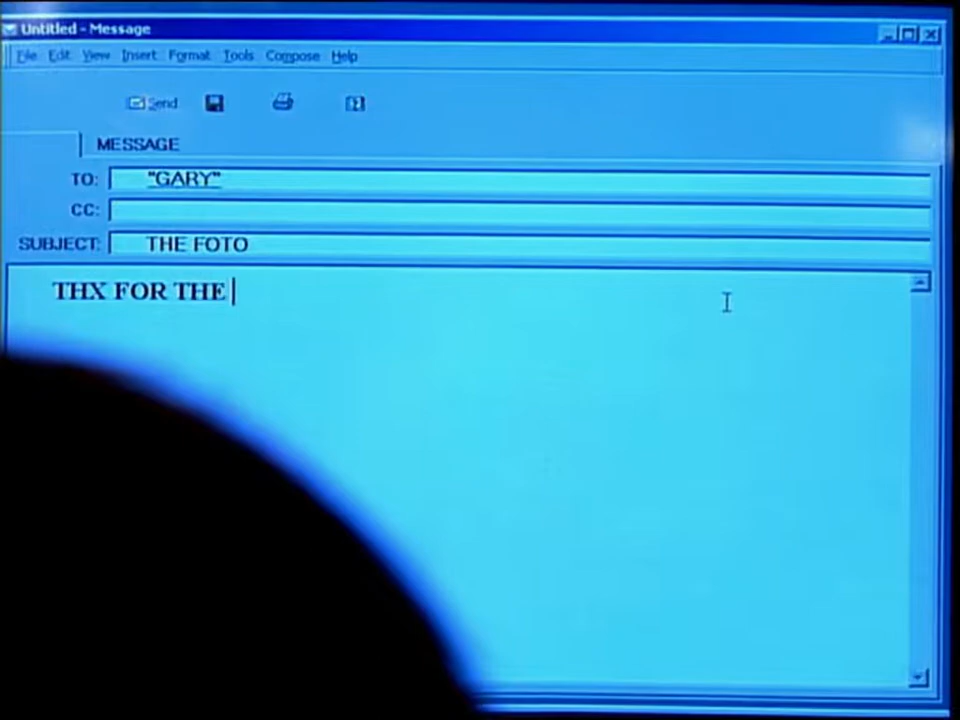 Untitled - Message
File Edit View Insert Format Tools Compose Help
Send
MESSAGE
TO: "GARY"
CC:
SUBJECT: THE FOTO
THX FOR THE